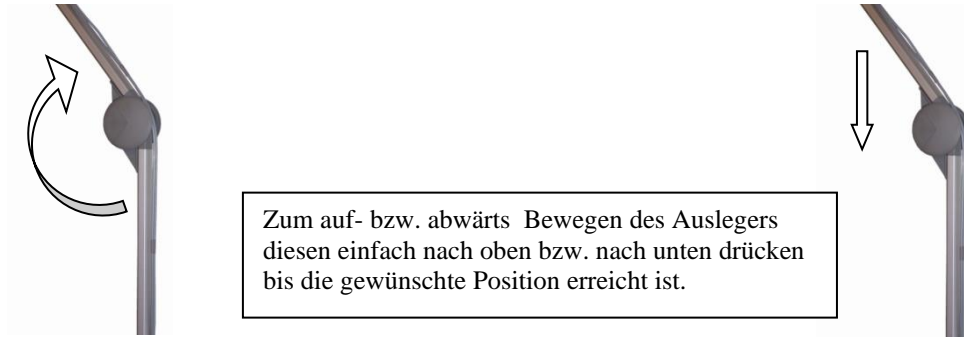 Zum auf- bzw. abwärts  Bewegen des Auslegers
diesen einfach nach oben bzw. nach unten drücken
bis die gewünschte Position erreicht ist.